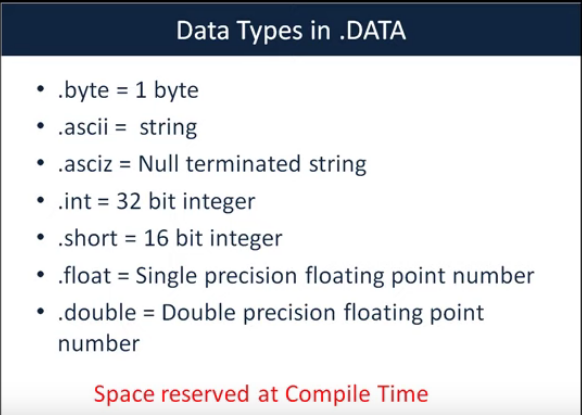 Data Types in .DATA
• .byte = 1 byte
• .ascii = string
• .asciz = Null terminated string
• .int = 32 bit integer
• .short = 16 bit integer
• .float = Single precision floating point number
• .double = Double precision floating point
number
Space reserved at Compile Time